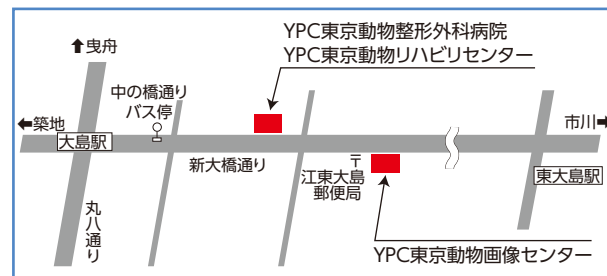 YPC東京動物整形外科病院
YPC東京動物リハビリセンター
↑曳舟
中の橋通り
バス停
←築地
市川→
大島駅
新大橋通り
〒
江東大島
郵便局
東大島駅
丸八通り
YPC東京動物画像センター